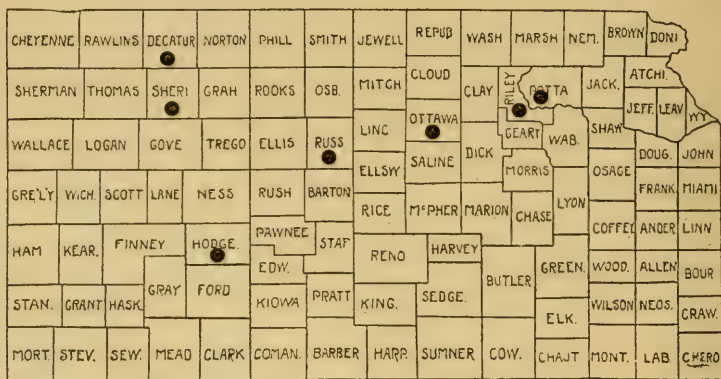 CHEYENNE RAWLINS DECATUR NORTON PHILL SMITH JEWELL REPUB WASH MARSH NEM. BROWN DONI
SHERMAN THOMAS SHERI GRAH ROOKS OSB. MITCH CLOUD CLAY RILEY POTTA JACK. ATCHI.
JEFF. LEAV. WY
WALLACE LOGAN GOVE TREGO ELLIS RUSS LINC OTTAWA DICK GEARY WAB. SHAW DOUG. JOHN
ELLSW SALINE MORRIS OSAGE
GRE'L'Y WICH. SCOTT LANE NESS RUSH BARTON RICE McPHER MARION CHASE LYON FRANK. MIAMI
HAM KEAR. FINNEY HODGE. PAWNEE STAF RENO HARVEY COFFEE ANDER LINN
EDW.
GRAY FORD BUTLER GREEN. WOOD. ALLEN BOUR
STAN. GRANT HASK. KIOWA PRATT KING. SEDGE. ELK. WILSON NEOS. CRAW.
MORT. STEV. SEW. MEAD CLARK COMAN. BARBER HARP. SUMNER COW. CHAJT MONT. LAB. CHERO